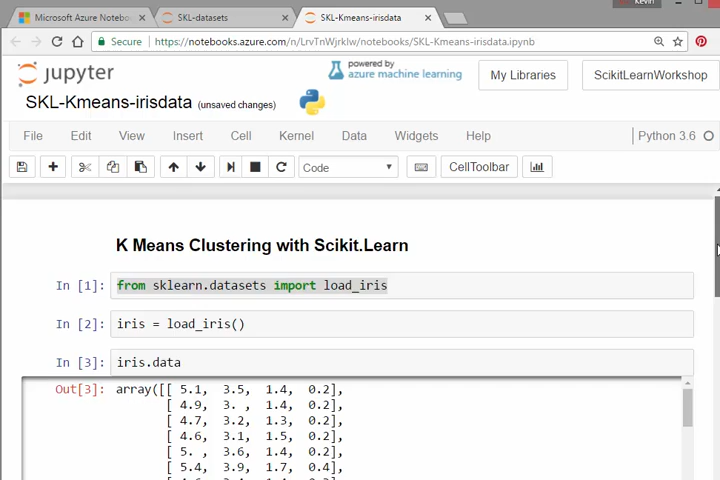 Kevin
Microsoft Azure Notebo
SKL-datasets
SKL-Kmeans-irisdata
Secure
https://notebooks.azure.com/n/LrvTnWjrklw/notebooks/SKL-Kmeans-irisdata.ipynb
jupyter
powered by
azure machine learning
My Libraries
ScikitLearnWorkshop
SKL-Kmeans-irisdata (unsaved changes)
File Edit View Insert Cell Kernel Data Widgets Help
Python 3.6
Code
CellToolbar
K Means Clustering with Scikit.Learn
In [1]: from sklearn.datasets import load_iris
In [2]: iris = load_iris()
In [3]: iris.data
Out[3]: array([[ 5.1, 3.5, 1.4, 0.2],
[ 4.9, 3. , 1.4, 0.2],
[ 4.7, 3.2, 1.3, 0.2],
[ 4.6, 3.1, 1.5, 0.2],
[ 5. , 3.6, 1.4, 0.2],
[ 5.4, 3.9, 1.7, 0.4],